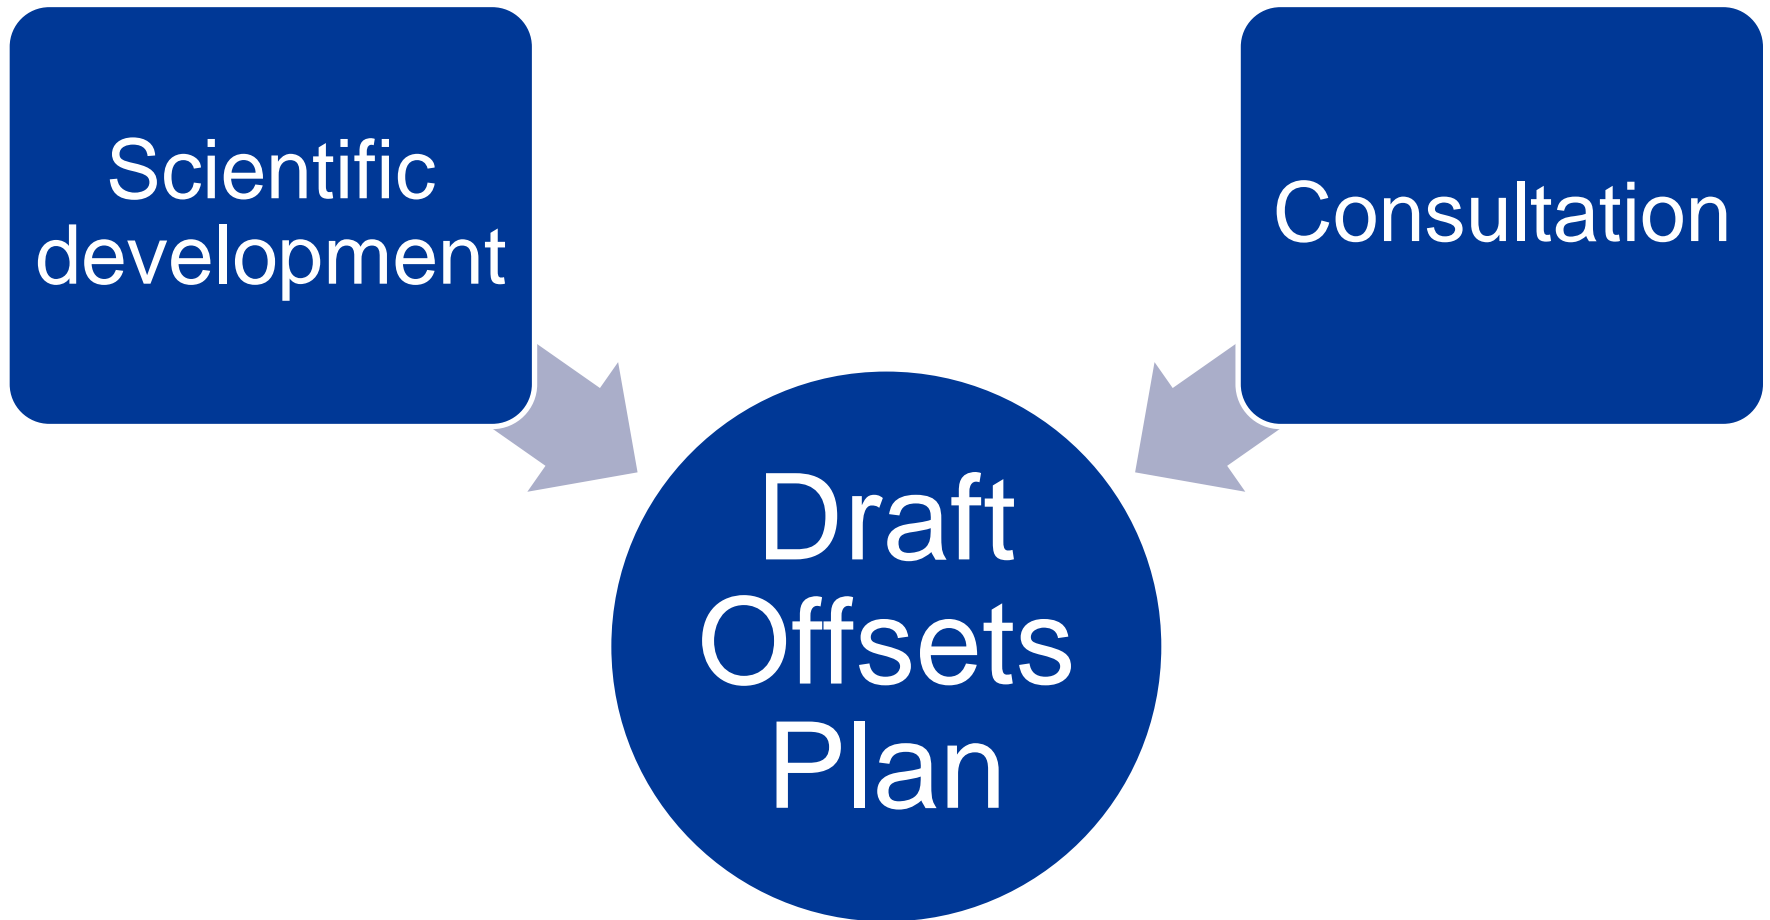 Scientific
development
Consultation
Draft
Offsets
Plan